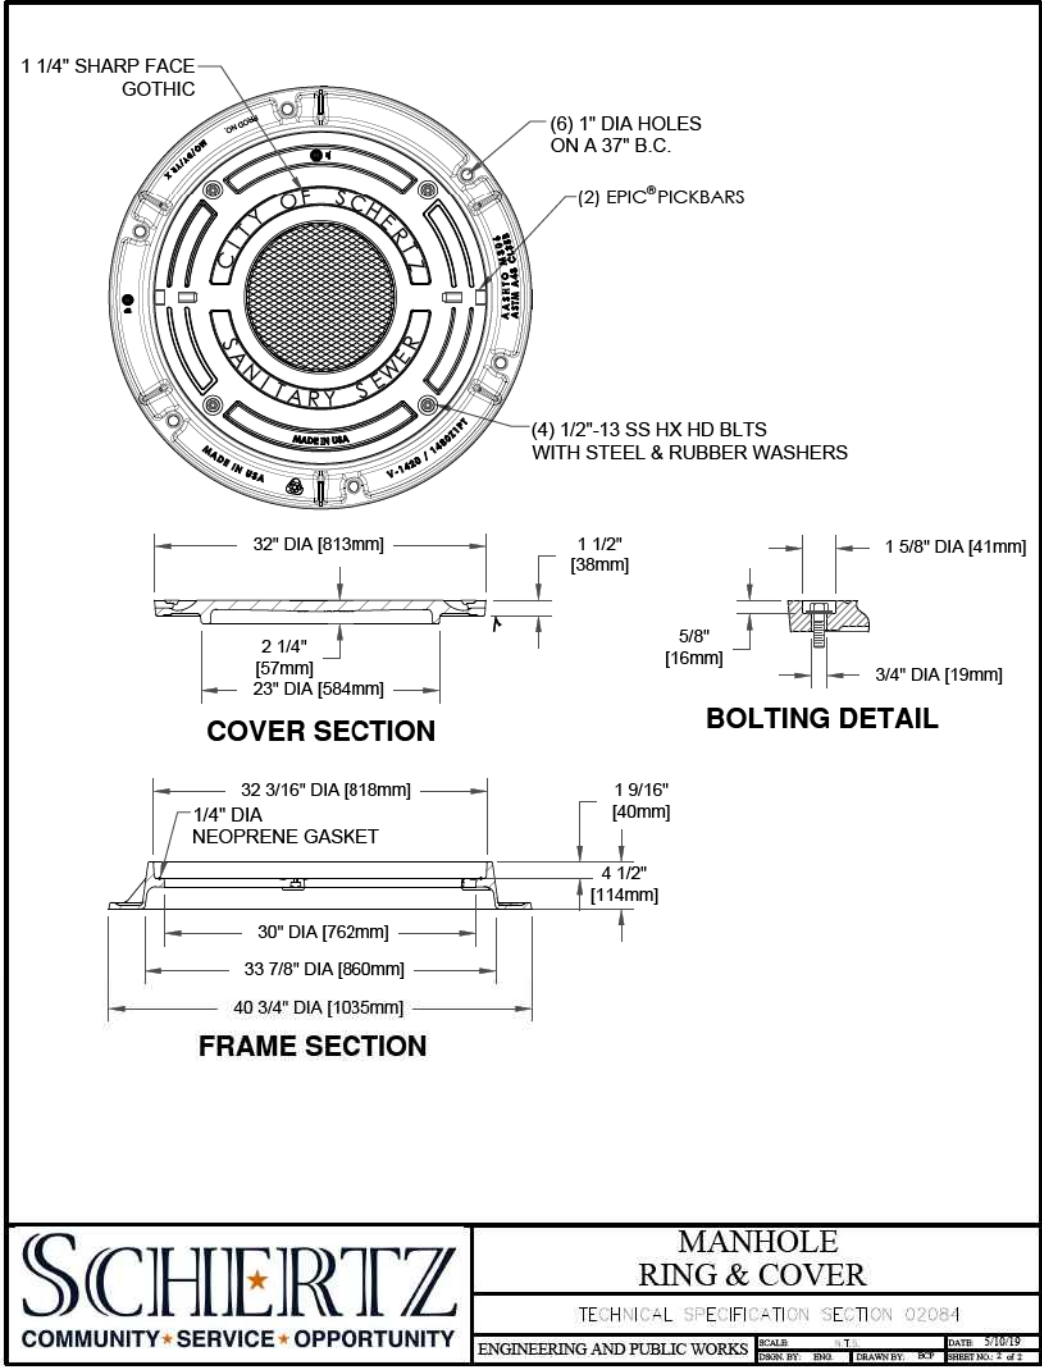 1 1/4" SHARP FACE
GOTHIC
(6) 1" DIA HOLES
ON A 37" B.C.
(2) EPIC® PICKBARS
PROD NO.
MO/DY/YR X
CITY OF SCHERTZ
AASHTO M306
ASTM A48 CL35B
SANITARY SEWER
MADE IN USA
MADE IN USA
V-1420 / 1480Z1PT
(4) 1/2"-13 SS HX HD BLTS
WITH STEEL & RUBBER WASHERS
32" DIA [813mm]
1 1/2"
[38mm]
2 1/4"
[57mm]
23" DIA [584mm]
COVER SECTION
1 5/8" DIA [41mm]
5/8"
[16mm]
3/4" DIA [19mm]
BOLTING DETAIL
32 3/16" DIA [818mm]
1 9/16"
[40mm]
1/4" DIA
NEOPRENE GASKET
4 1/2"
[114mm]
30" DIA [762mm]
33 7/8" DIA [860mm]
40 3/4" DIA [1035mm]
FRAME SECTION
SCHERTZ
COMMUNITY★SERVICE★OPPORTUNITY
MANHOLE
RING & COVER
TECHNICAL SPECIFICATION SECTION 02084
ENGINEERING AND PUBLIC WORKS
SCALE: N.T.S.
DATE: 5/10/19
DSGN. BY: ENG. DRAWN BY: BCP SHEET NO.: 2 of 2